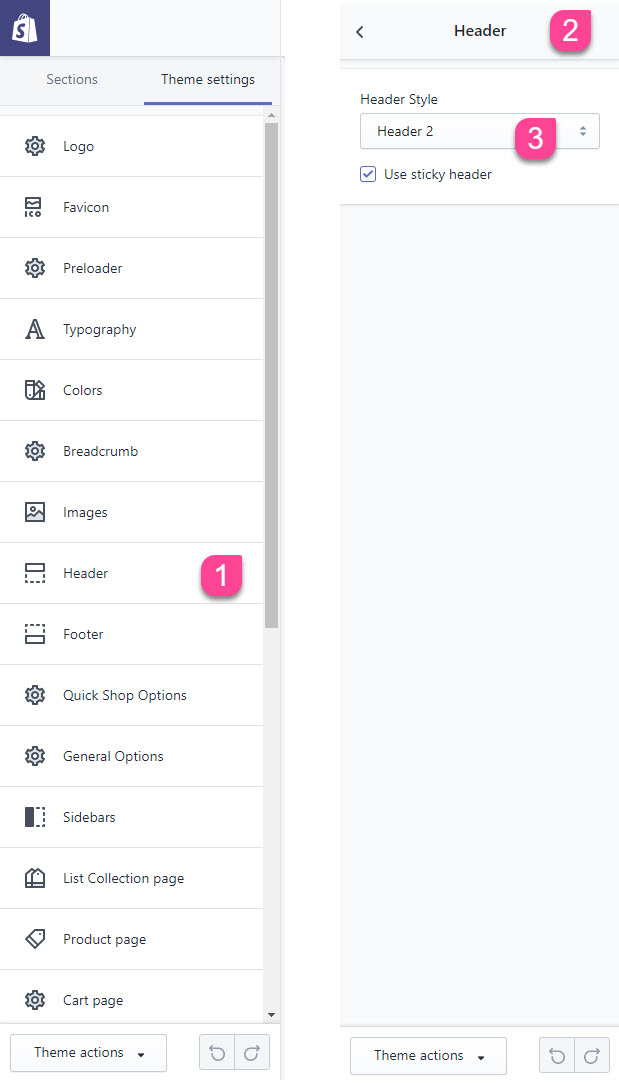 Sections
Theme settings
Logo
ICO
Favicon
Preloader
Typography
Colors
Breadcrumb
Images
Header
1
Footer
Quick Shop Options
General Options
Sidebars
List Collection page
Product page
Cart page
Theme actions
Header
2
Header Style
Header 2
3
Use sticky header
Theme actions